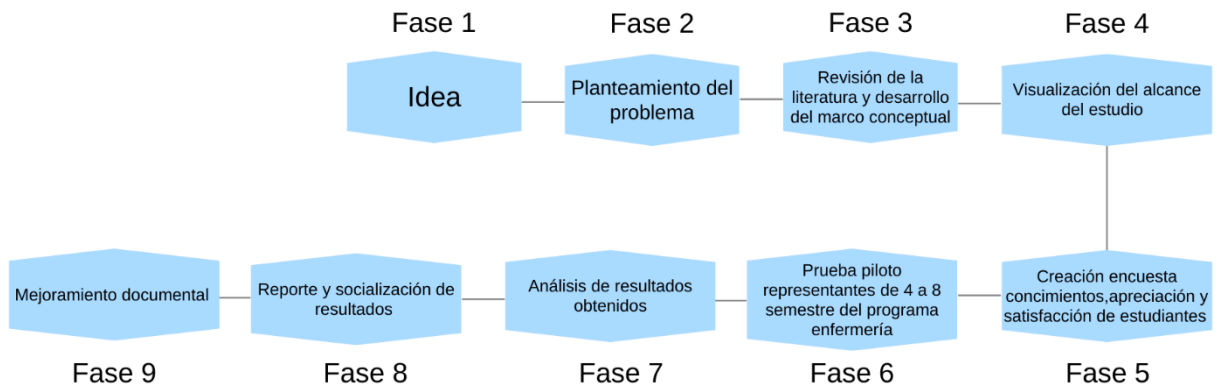 Fase 1
Fase 2
Fase 3
Fase 4
Idea
Planteamiento del
problema
Revisión de la
literatura y desarrollo
del marco conceptual
Visualización del alcance
del estudio
Mejoramiento documental
Reporte y socialización de
resultados
Análisis de resultados
obtenidos
Prueba piloto
representantes de 4 a 8
semestre del programa
enfermería
Creación encuesta
concimientos,apreciación y
satisfacción de estudiantes
Fase 9
Fase 8
Fase 7
Fase 6
Fase 5